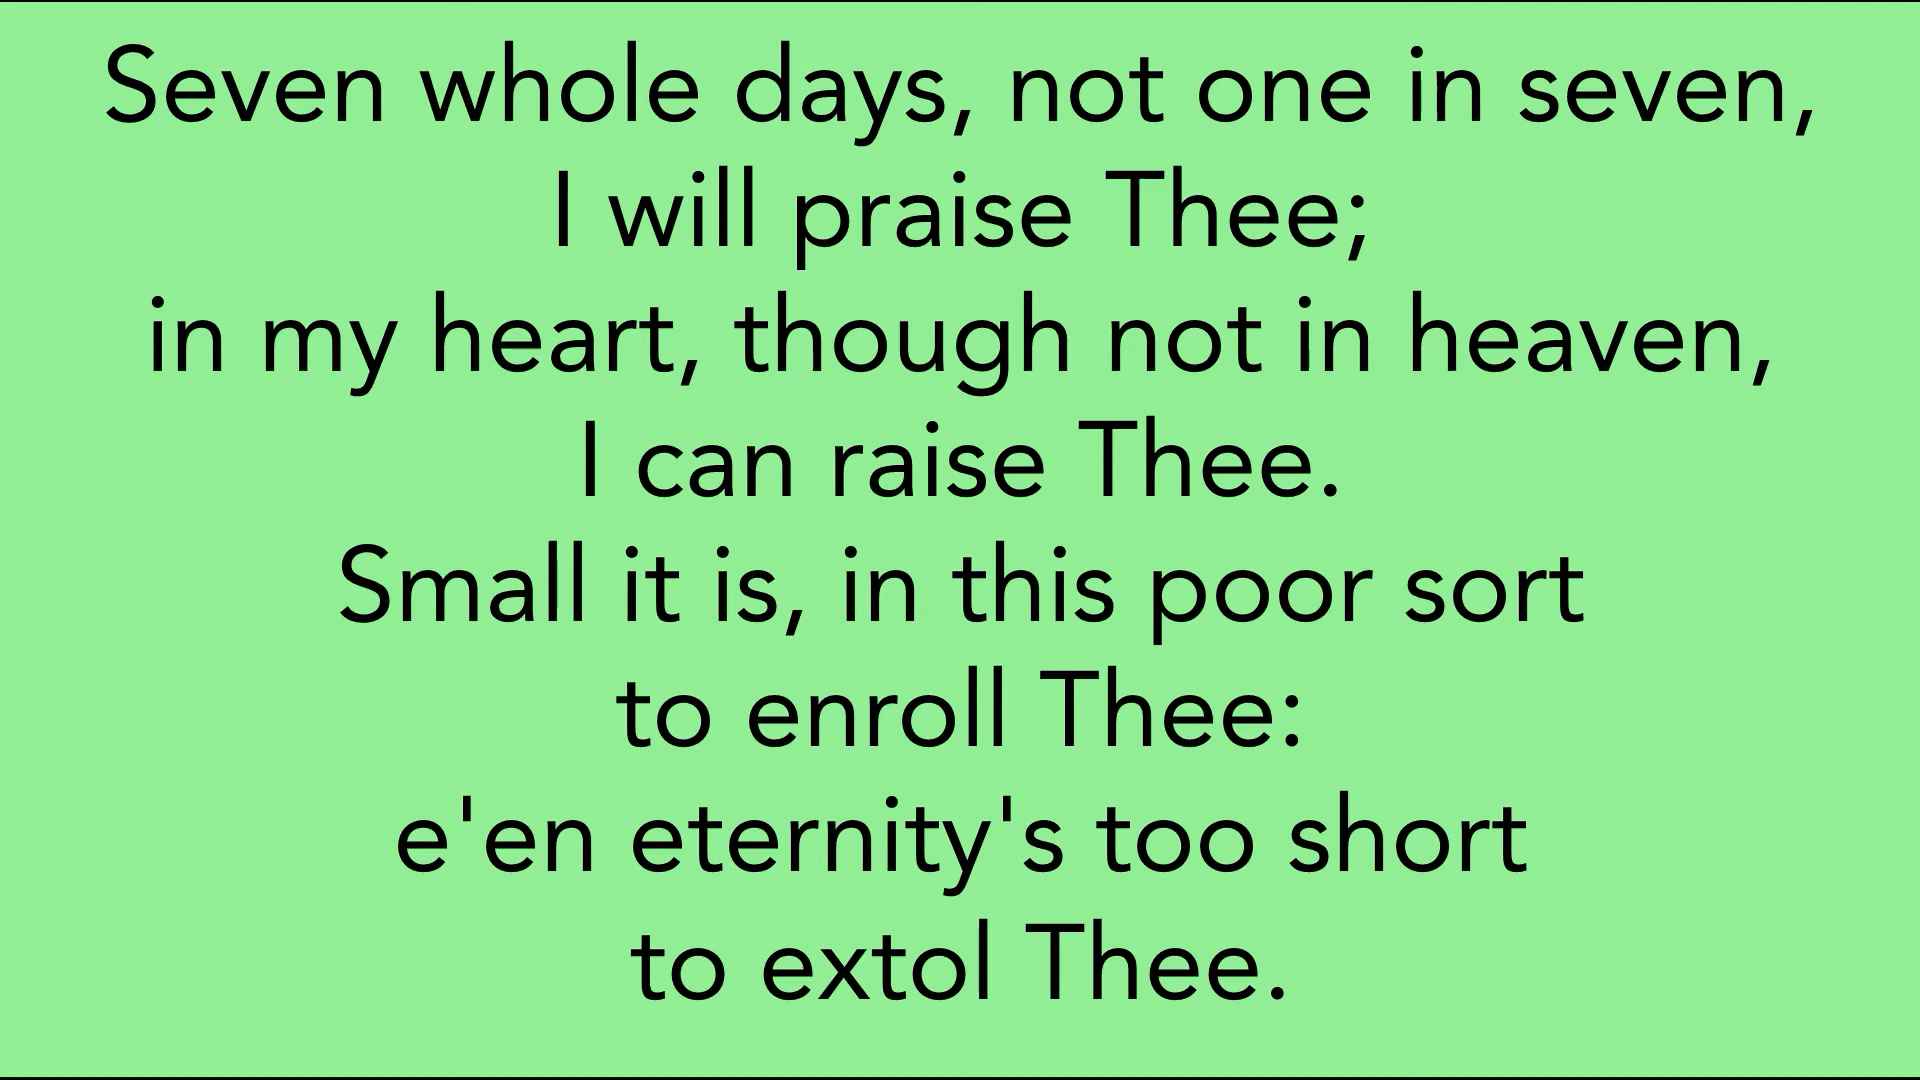 Seven whole days, not one in seven,
I will praise Thee;
in my heart, though not in heaven,
I can raise Thee.
Small it is, in this poor sort
to enroll Thee:
e'en eternity's too short
to extol Thee.